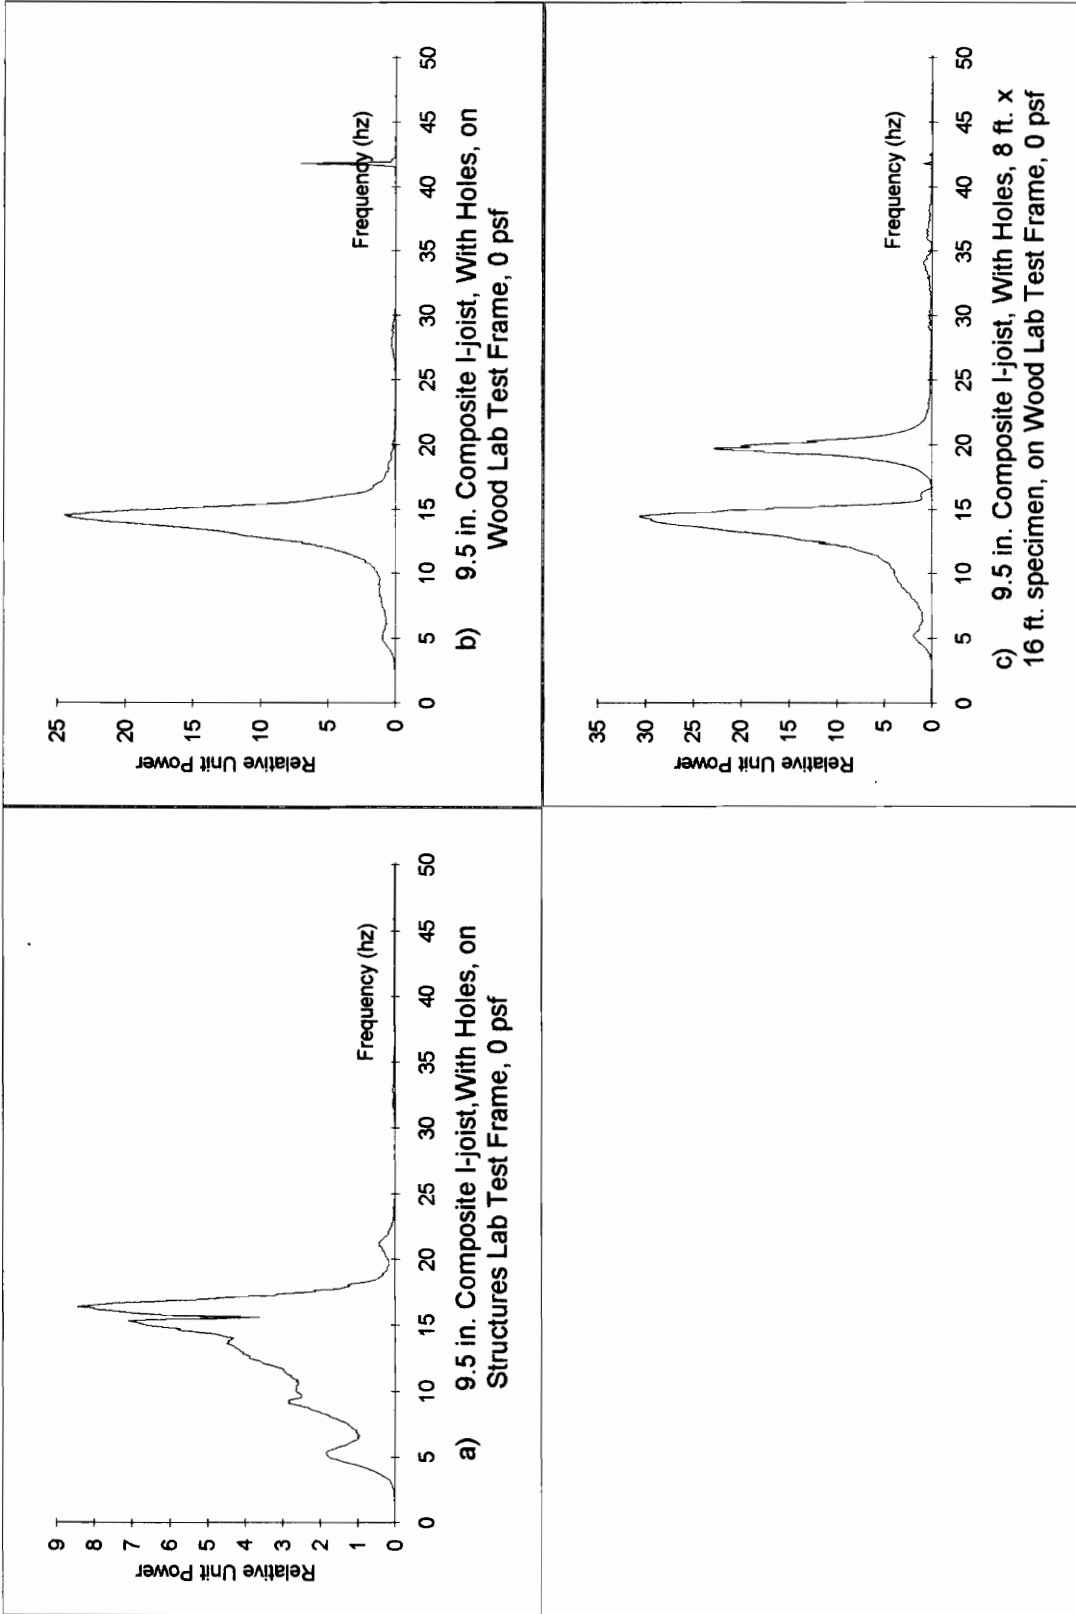 9
8
7
6
5
4
3
2
1
0
Relative Unit Power
0 5 10 15 20 25 30 35 40 45 50
Frequency (hz)
a) 9.5 in. Composite I-joist,With Holes, on
Structures Lab Test Frame, 0 psf
25
20
15
10
5
0
Relative Unit Power
0 5 10 15 20 25 30 35 40 45 50
Frequency (hz)
b) 9.5 in. Composite I-joist, With Holes, on
Wood Lab Test Frame, 0 psf
35
30
25
20
15
10
5
0
Relative Unit Power
0 5 10 15 20 25 30 35 40 45 50
Frequency (hz)
c) 9.5 in. Composite I-joist, With Holes, 8 ft. x
16 ft. specimen, on Wood Lab Test Frame, 0 psf